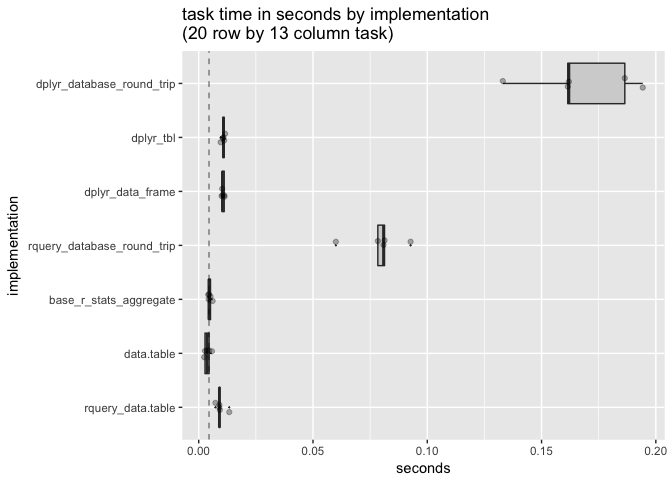 task time in seconds by implementation
(20 row by 13 column task)
implementation
dplyr_database_round_trip
dplyr_tbl
dplyr_data_frame
rquery_database_round_trip
base_r_stats_aggregate
data.table
rquery_data.table
0.00 0.05 0.10 0.15 0.20
seconds